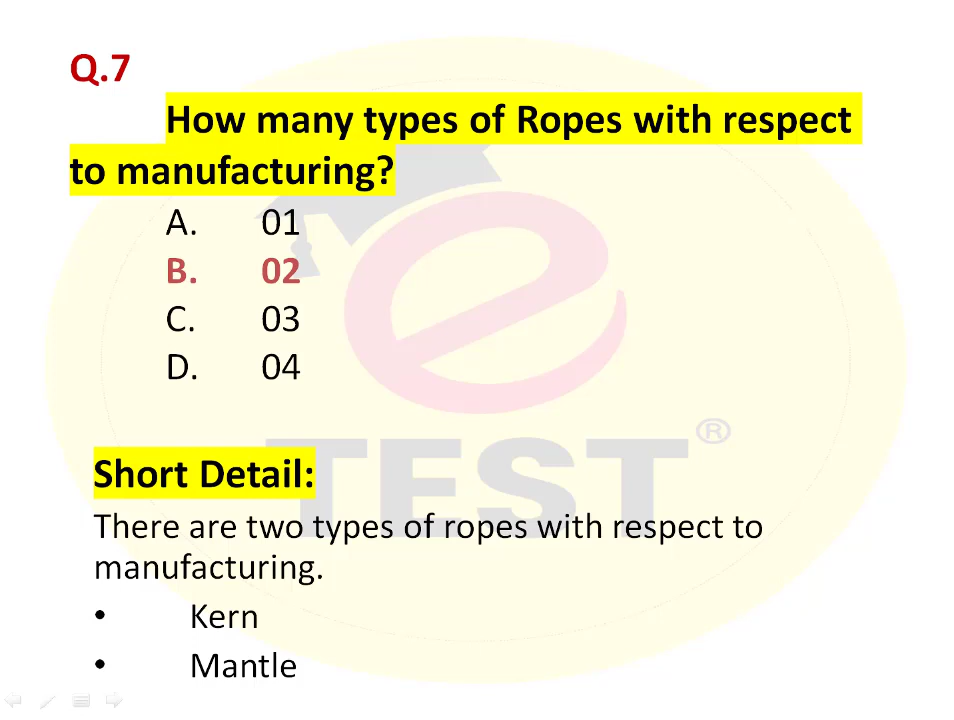 Q.7
How many types of Ropes with respect
to manufacturing?
A. 01
B. 02
C. 03
D. 04
e
TEST®
Short Detail:
There are two types of ropes with respect to
manufacturing.
• Kern
• Mantle